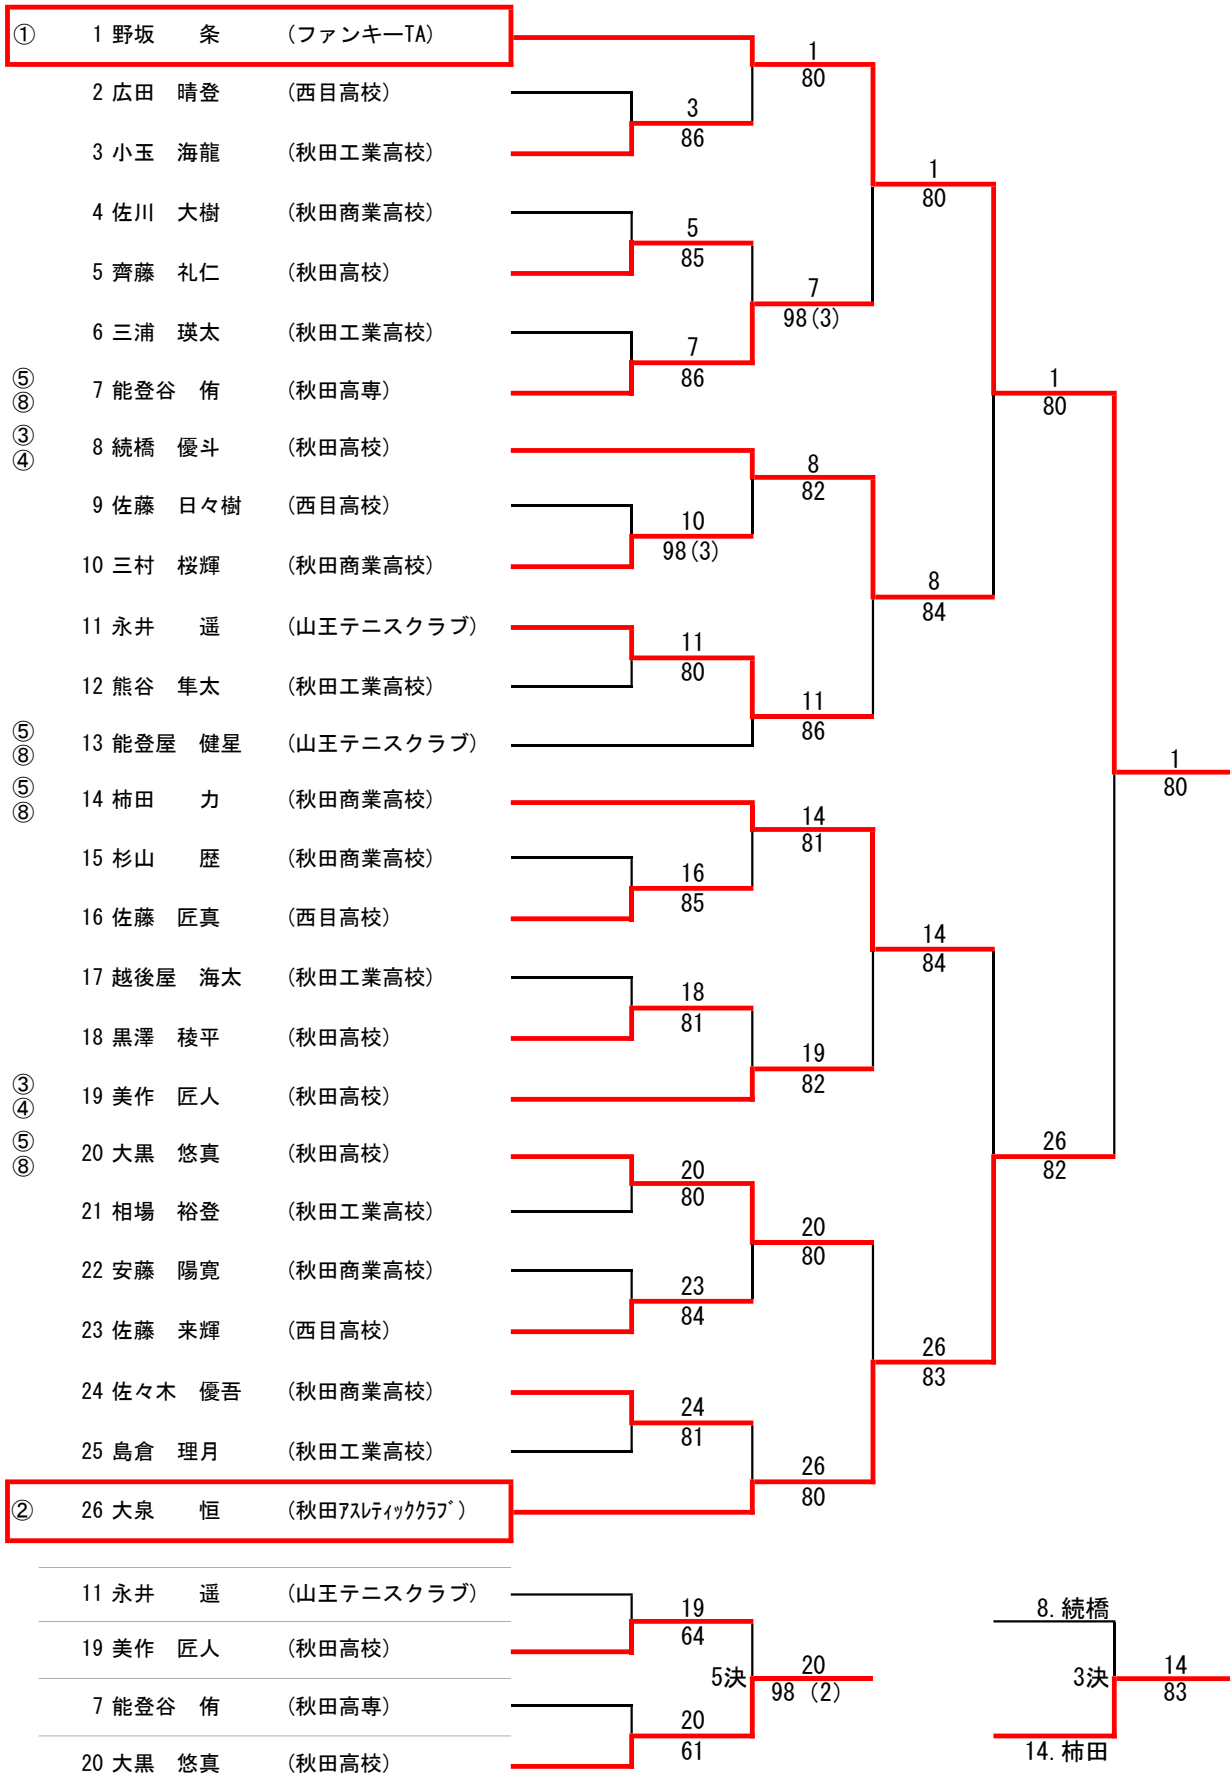 ① 1 野坂　条 (ファンキーTA)
1
80
2 広田　晴登 (西目高校)
3
86
3 小玉　海龍 (秋田工業高校)
1
80
4 佐川　大樹 (秋田商業高校)
5
85
5 齊藤　礼仁 (秋田高校)
7
98(3)
6 三浦　瑛太 (秋田工業高校)
7
86
⑤
⑧
7 能登谷　侑 (秋田高専)
1
80
③
④
8 続橋　優斗 (秋田高校)
8
82
9 佐藤　日々樹 (西目高校)
10
98(3)
10 三村　桜輝 (秋田商業高校)
8
84
11 永井　遥 (山王テニスクラブ)
11
80
12 熊谷　隼太 (秋田工業高校)
11
86
⑤
⑧
13 能登屋　健星 (山王テニスクラブ)
1
80
⑤
⑧
14 柿田　力 (秋田商業高校)
14
81
15 杉山　歴 (秋田商業高校)
16
85
16 佐藤　匠真 (西目高校)
14
84
17 越後屋　海太 (秋田工業高校)
18
81
18 黒澤　稜平 (秋田高校)
19
82
③
④
19 美作　匠人 (秋田高校)
26
82
⑤
⑧
20 大黒　悠真 (秋田高校)
20
80
21 相場　裕登 (秋田工業高校)
20
80
22 安藤　陽寛 (秋田商業高校)
23
84
23 佐藤　来輝 (西目高校)
26
83
24 佐々木　優吾 (秋田商業高校)
24
81
25 島倉　理月 (秋田工業高校)
26
80
② 26 大泉　恒 (秋田ｱｽﾚﾃｨｯｸｸﾗﾌﾞ)
11 永井　遥 (山王テニスクラブ)
19
64
19 美作　匠人 (秋田高校)
5決
20
98 (2)
7 能登谷　侑 (秋田高専)
20
61
20 大黒　悠真 (秋田高校)
8. 続橋
3決
14
83
14. 柿田